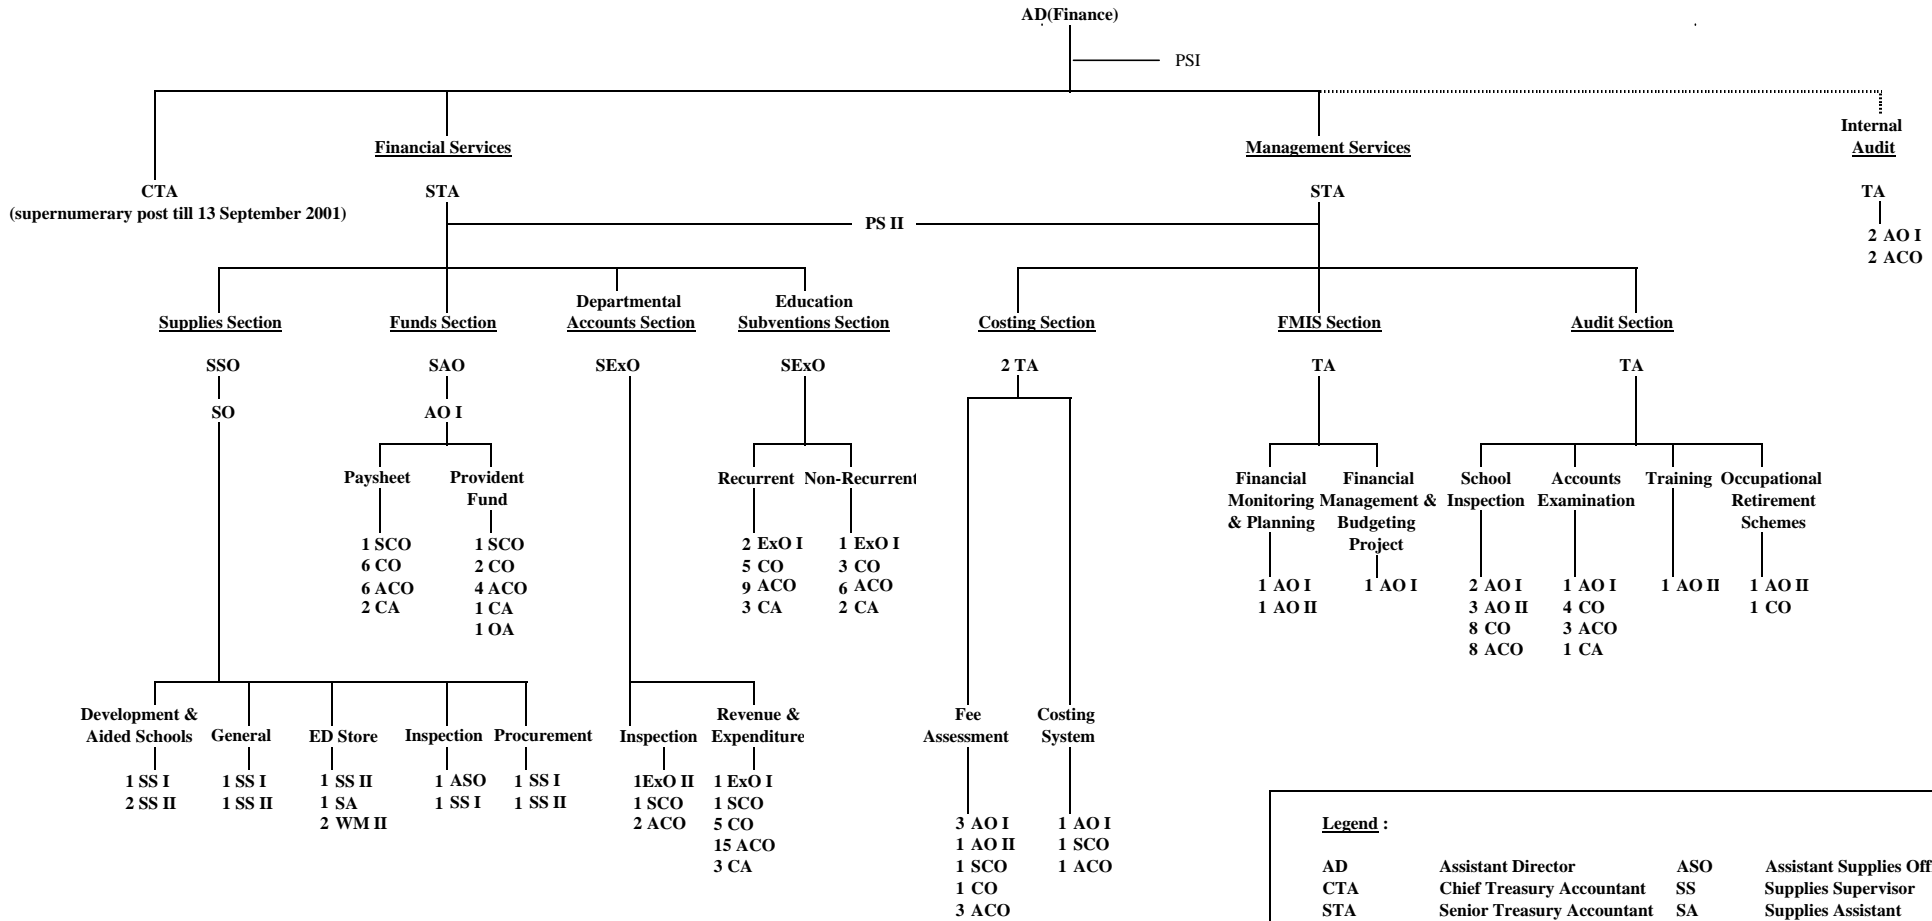 AD(Finance)
PSI
Financial Services
Management Services
Internal
Audit
CTA
(supernumerary post till 13 September 2001)
STA
STA
TA
2 AO I
2 ACO
PS II
Supplies Section
Funds Section
Departmental
Accounts Section
Education
Subventions Section
Costing Section
FMIS Section
Audit Section
SSO
SAO
SExO
SExO
2 TA
TA
TA
SO
AO I
Paysheet
1 SCO
6 CO
6 ACO
2 CA
Provident
Fund
1 SCO
2 CO
4 ACO
1 CA
1 OA
Recurrent
2 ExO I
5 CO
9 ACO
3 CA
Non-Recurrent
1 ExO I
3 CO
6 ACO
2 CA
Financial
Monitoring
& Planning
1 AO I
1 AO II
Financial
Management &
Budgeting
Project
1 AO I
School
Inspection
2 AO I
3 AO II
8 CO
8 ACO
Accounts
Examination
1 AO I
4 CO
3 ACO
1 CA
Training
1 AO II
Occupational
Retirement
Schemes
1 AO II
1 CO
Development &
Aided Schools
1 SS I
2 SS II
General
1 SS I
1 SS II
ED Store
1 SS II
1 SA
2 WM II
Inspection
1 ASO
1 SS I
Procurement
1 SS I
1 SS II
Inspection
1ExO II
1 SCO
2 ACO
Revenue &
Expenditure
1 ExO I
1 SCO
5 CO
15 ACO
3 CA
Fee
Assessment
3 AO I
1 AO II
1 SCO
1 CO
3 ACO
Costing
System
1 AO I
1 SCO
1 ACO
Legend :
AD Assistant Director ASO Assistant Supplies Off
CTA Chief Treasury Accountant SS Supplies Supervisor
STA Senior Treasury Accountant SA Supplies Assistant